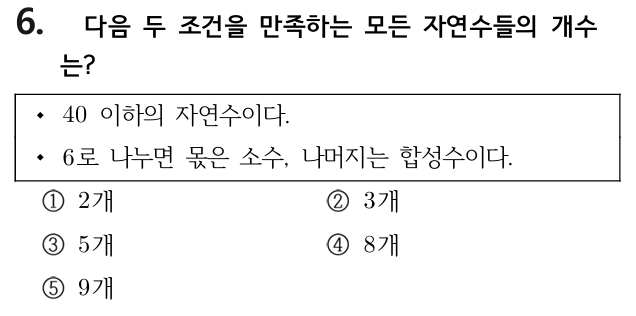 6. 다음 두 조건을 만족하는 모든 자연수들의 개수
는?
• 40 이하의 자연수이다.
• 6로 나누면 몫은 소수, 나머지는 합성수이다.
① 2개 ② 3개
③ 5개 ④ 8개
⑤ 9개